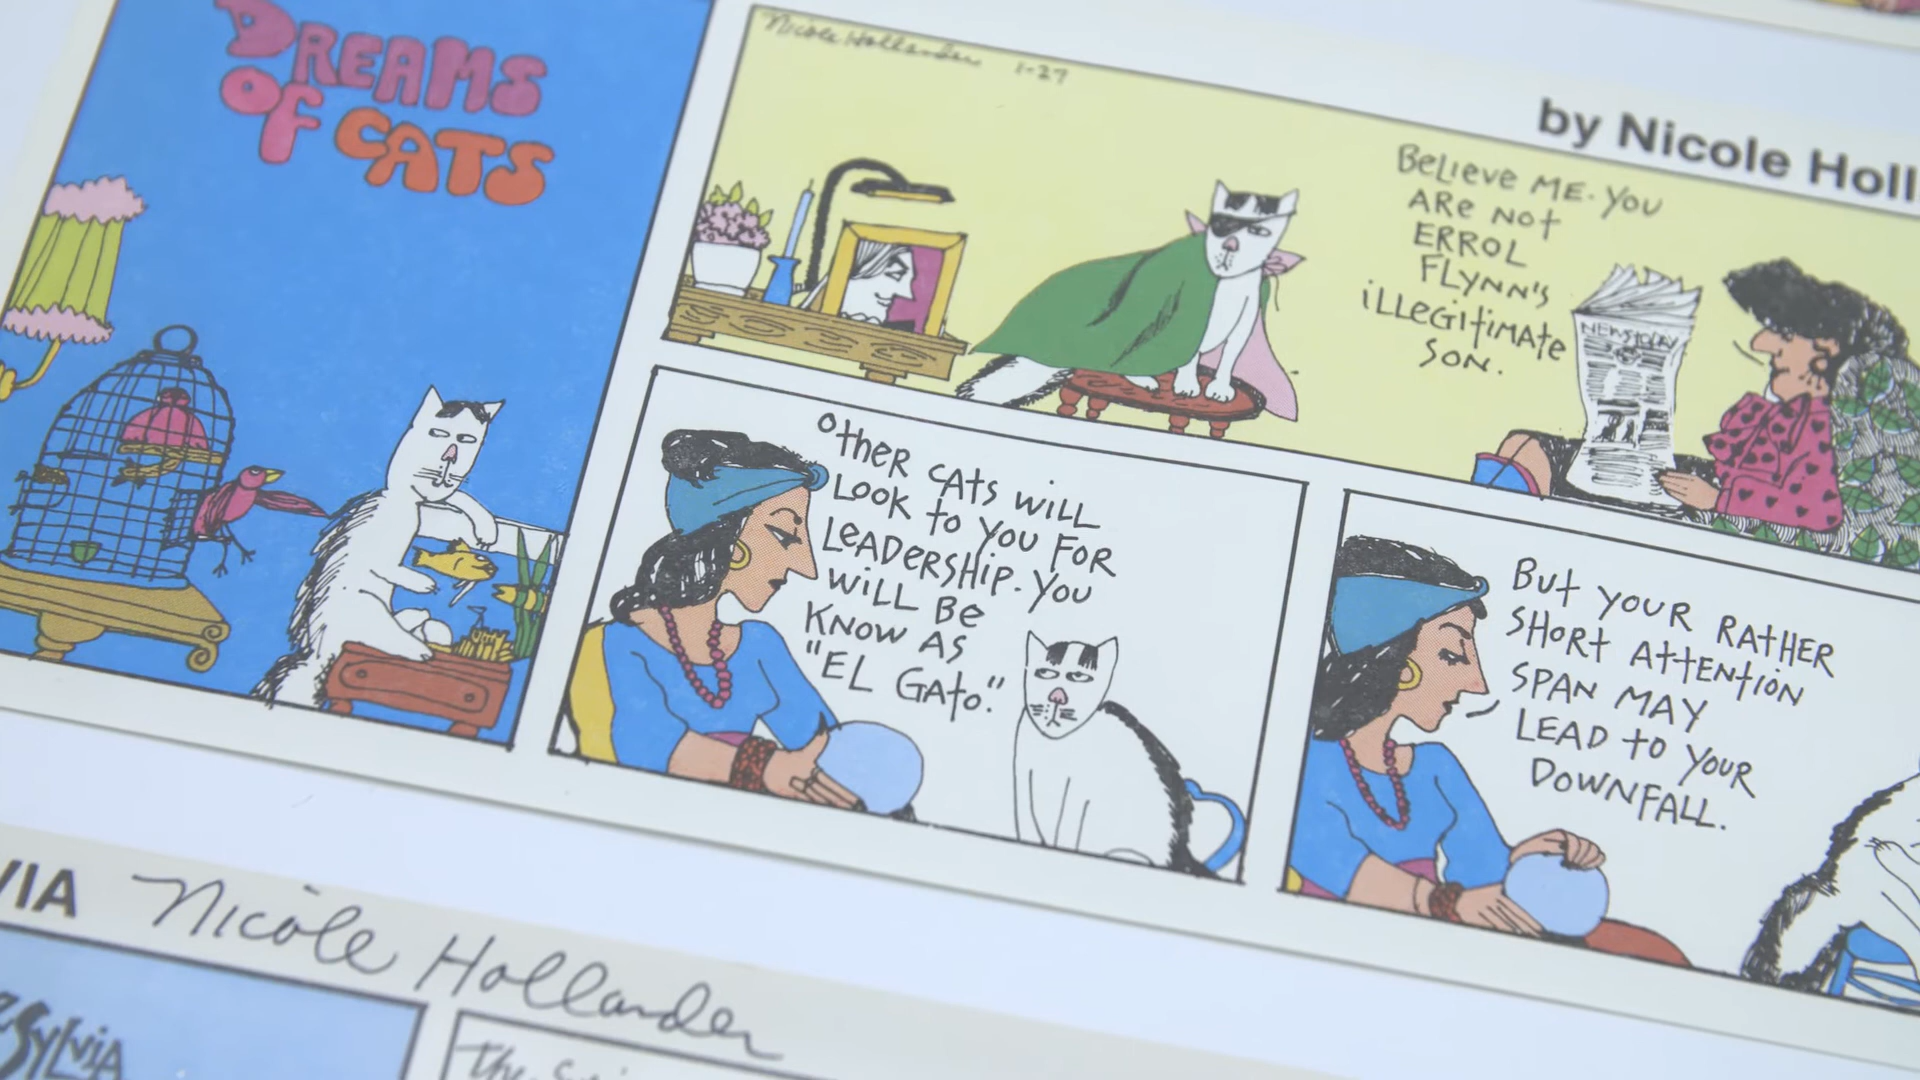 DREAMS
OF CATS
Nicole Hollander 1-27
by Nicole Holl
BELIEVE ME. YOU
ARE NOT
ERROL
FLYNN'S
ILLEGITIMATE
SON.
NEWSTODAY
OTHER CATS WILL
LOOK TO YOU FOR
LEADERSHIP. YOU
WILL BE
KNOW AS
"EL GATO."
BUT YOUR RATHER
SHORT ATTENTION
SPAN MAY
LEAD TO YOUR
DOWNFALL.
VIA Nicole Hollander
SYLVIA
The